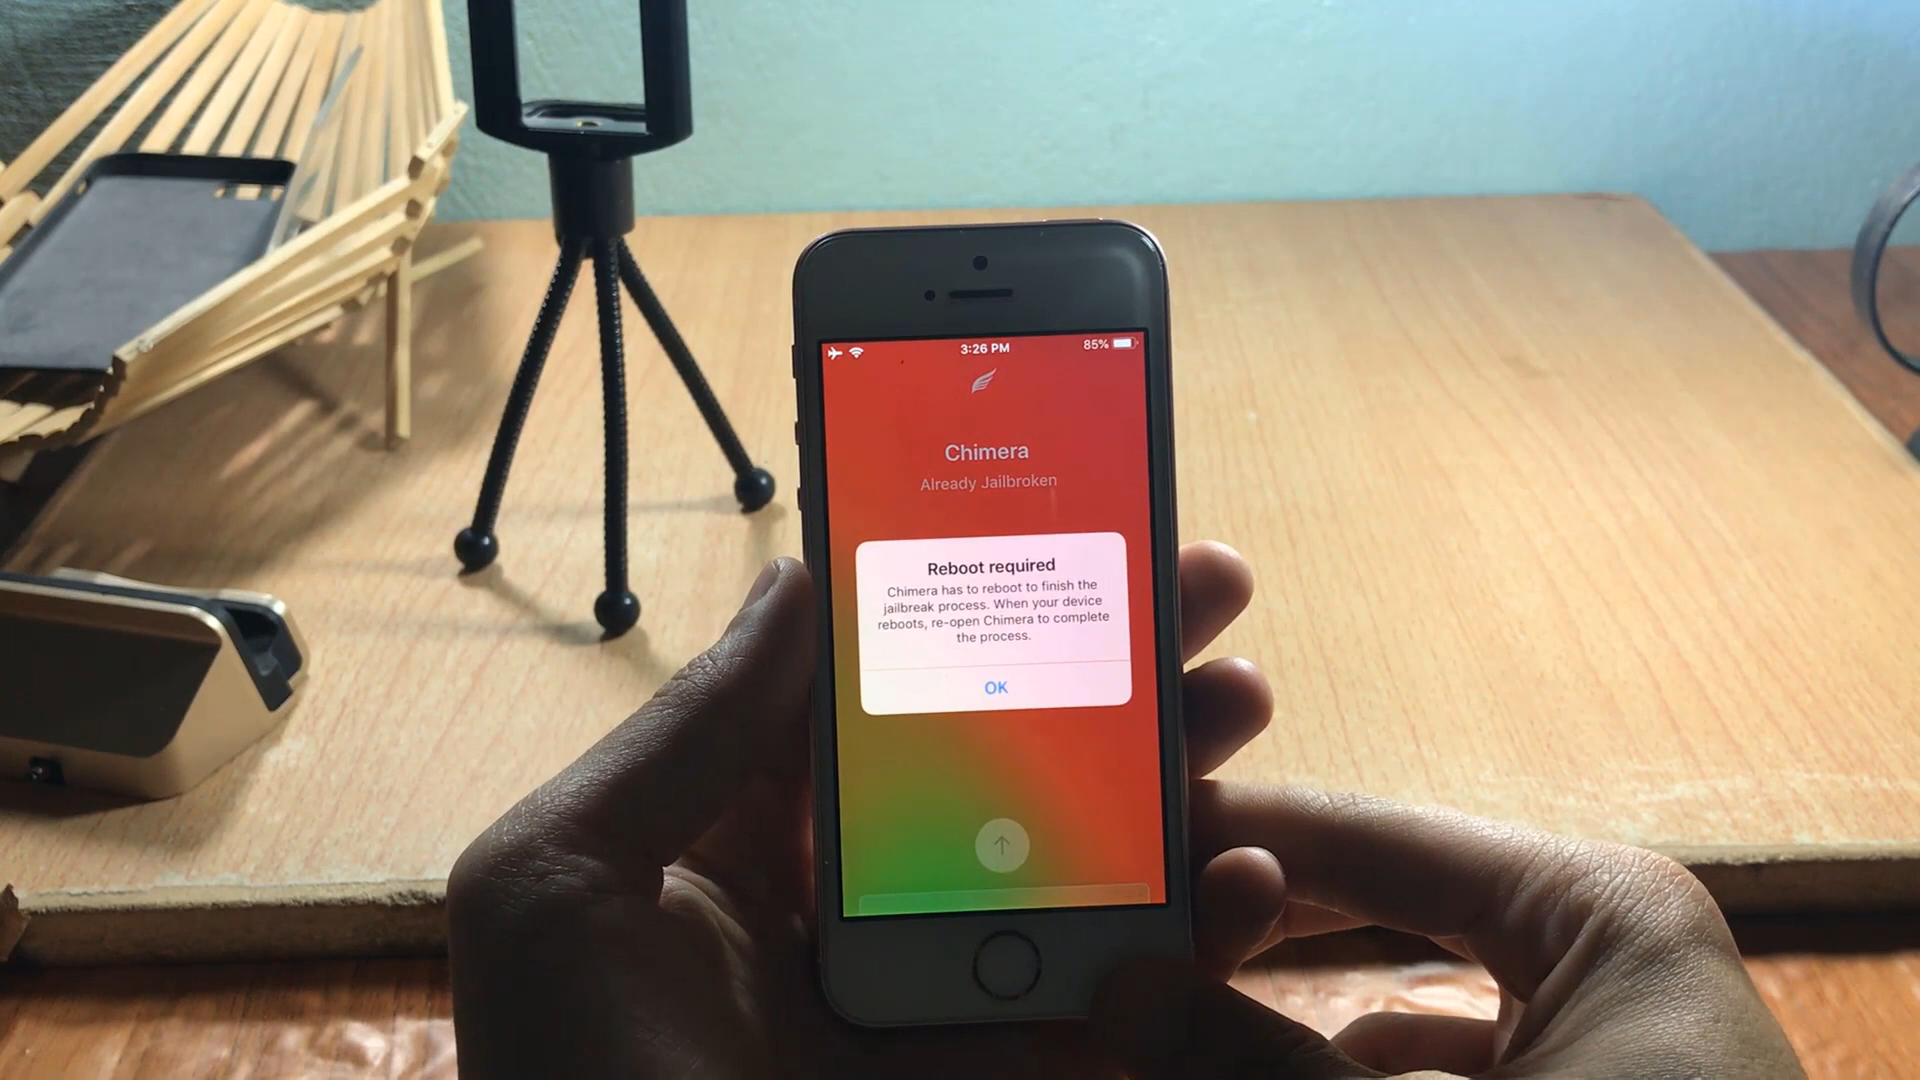 3:26 PM
85%
Chimera
Already Jailbroken
Reboot required
Chimera has to reboot to finish the
jailbreak process. When your device
reboots, re-open Chimera to complete
the process.
OK